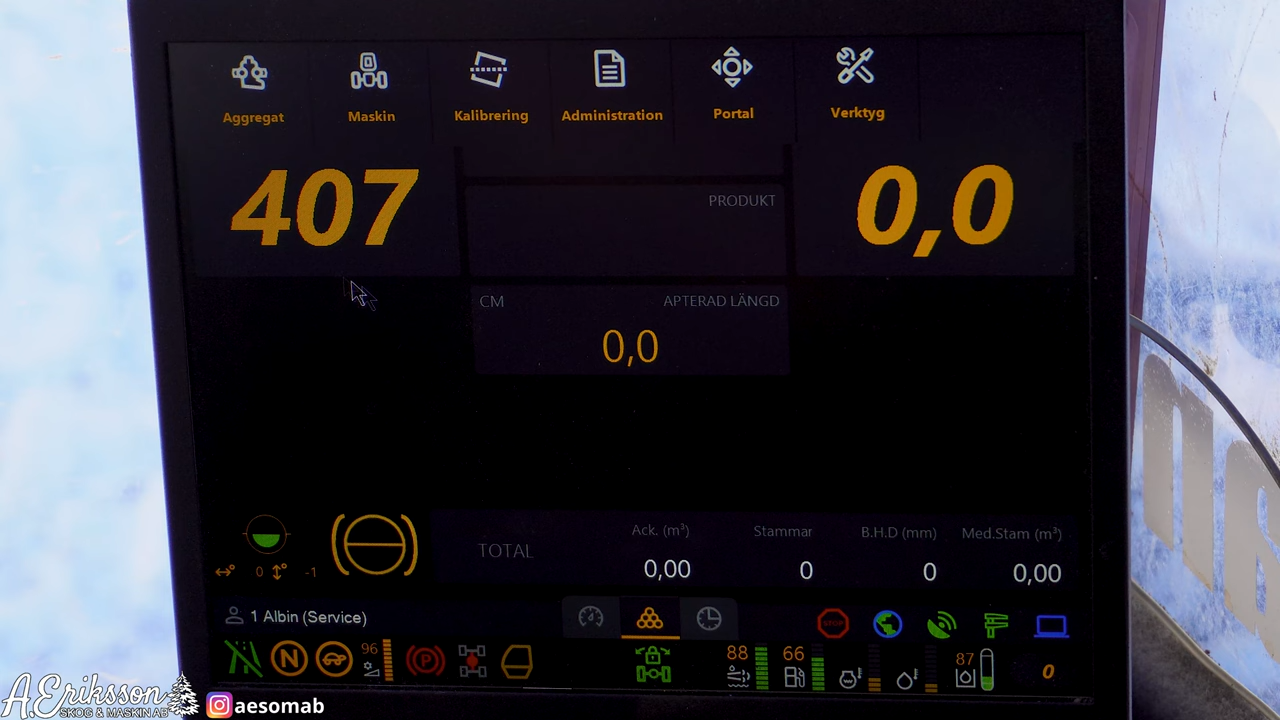 Aggregat Maskin Kalibrering Administration Portal Verktyg
407 0,0
PRODUKT
CM APTERAD LÄNGD
0,0
Ack. (m³) Stammar B.H.D (mm) Med.Stam (m³)
TOTAL
0,00 0 0 0,00
0 -1
1 Albin (Service)
STOP
96 N P 88 66 87 0
A.Erikson
SKOG & MASKIN AB
aesomab